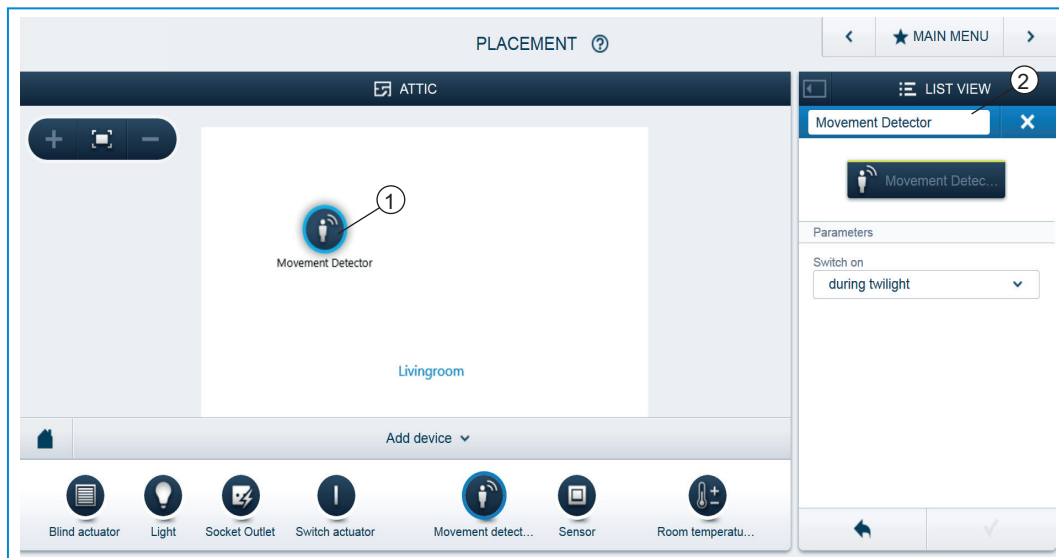 PLACEMENT ?
MAIN MENU
ATTIC
LIST VIEW
2
Movement Detector
Movement Detec...
1
Movement Detector
Parameters
Switch on
during twilight
Livingroom
Add device
Blind actuator
Light
Socket Outlet
Switch actuator
Movement detect...
Sensor
Room temperatu...